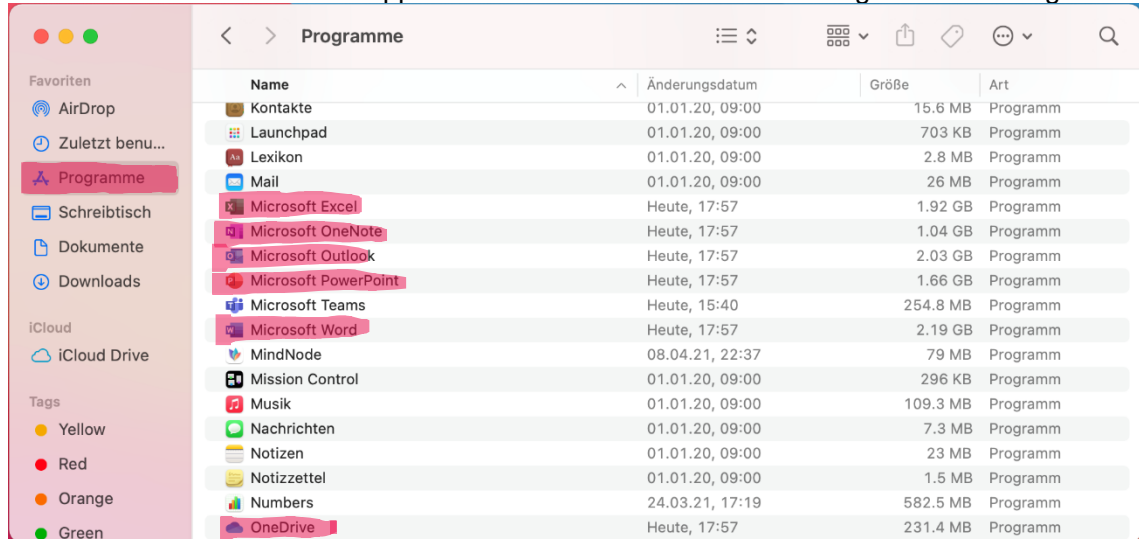 Programme
Favoriten
AirDrop
Zuletzt benu...
Programme
Schreibtisch
Dokumente
Downloads
iCloud
iCloud Drive
Tags
Yellow
Red
Orange
Green
Name Änderungsdatum Größe Art
Kontakte 01.01.20, 09:00 15.6 MB Programm
Launchpad 01.01.20, 09:00 703 KB Programm
Lexikon 01.01.20, 09:00 2.8 MB Programm
Mail 01.01.20, 09:00 26 MB Programm
Microsoft Excel Heute, 17:57 1.92 GB Programm
Microsoft OneNote Heute, 17:57 1.04 GB Programm
Microsoft Outlook Heute, 17:57 2.03 GB Programm
Microsoft PowerPoint Heute, 17:57 1.66 GB Programm
Microsoft Teams Heute, 15:40 254.8 MB Programm
Microsoft Word Heute, 17:57 2.19 GB Programm
MindNode 08.04.21, 22:37 79 MB Programm
Mission Control 01.01.20, 09:00 296 KB Programm
Musik 01.01.20, 09:00 109.3 MB Programm
Nachrichten 01.01.20, 09:00 7.3 MB Programm
Notizen 01.01.20, 09:00 23 MB Programm
Notizzettel 01.01.20, 09:00 1.5 MB Programm
Numbers 24.03.21, 17:19 582.5 MB Programm
OneDrive Heute, 17:57 231.4 MB Programm